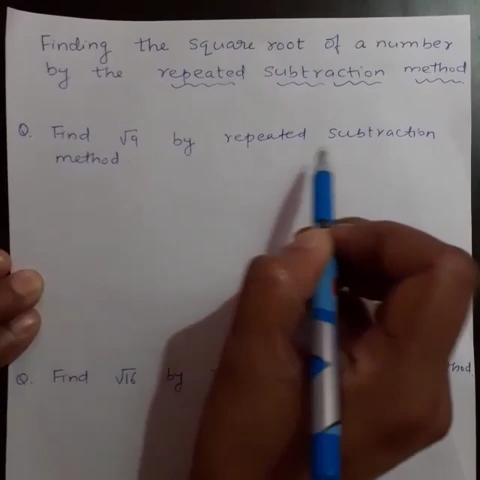 Finding the square root of a number
by the repeated subtraction method
Q. Find √9 by repeated subtraction
method.
Q. Find √16 by